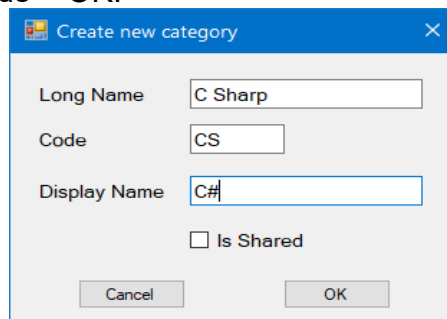 Create new category
Long Name C Sharp
Code CS
Display Name C#
Is Shared
Cancel OK